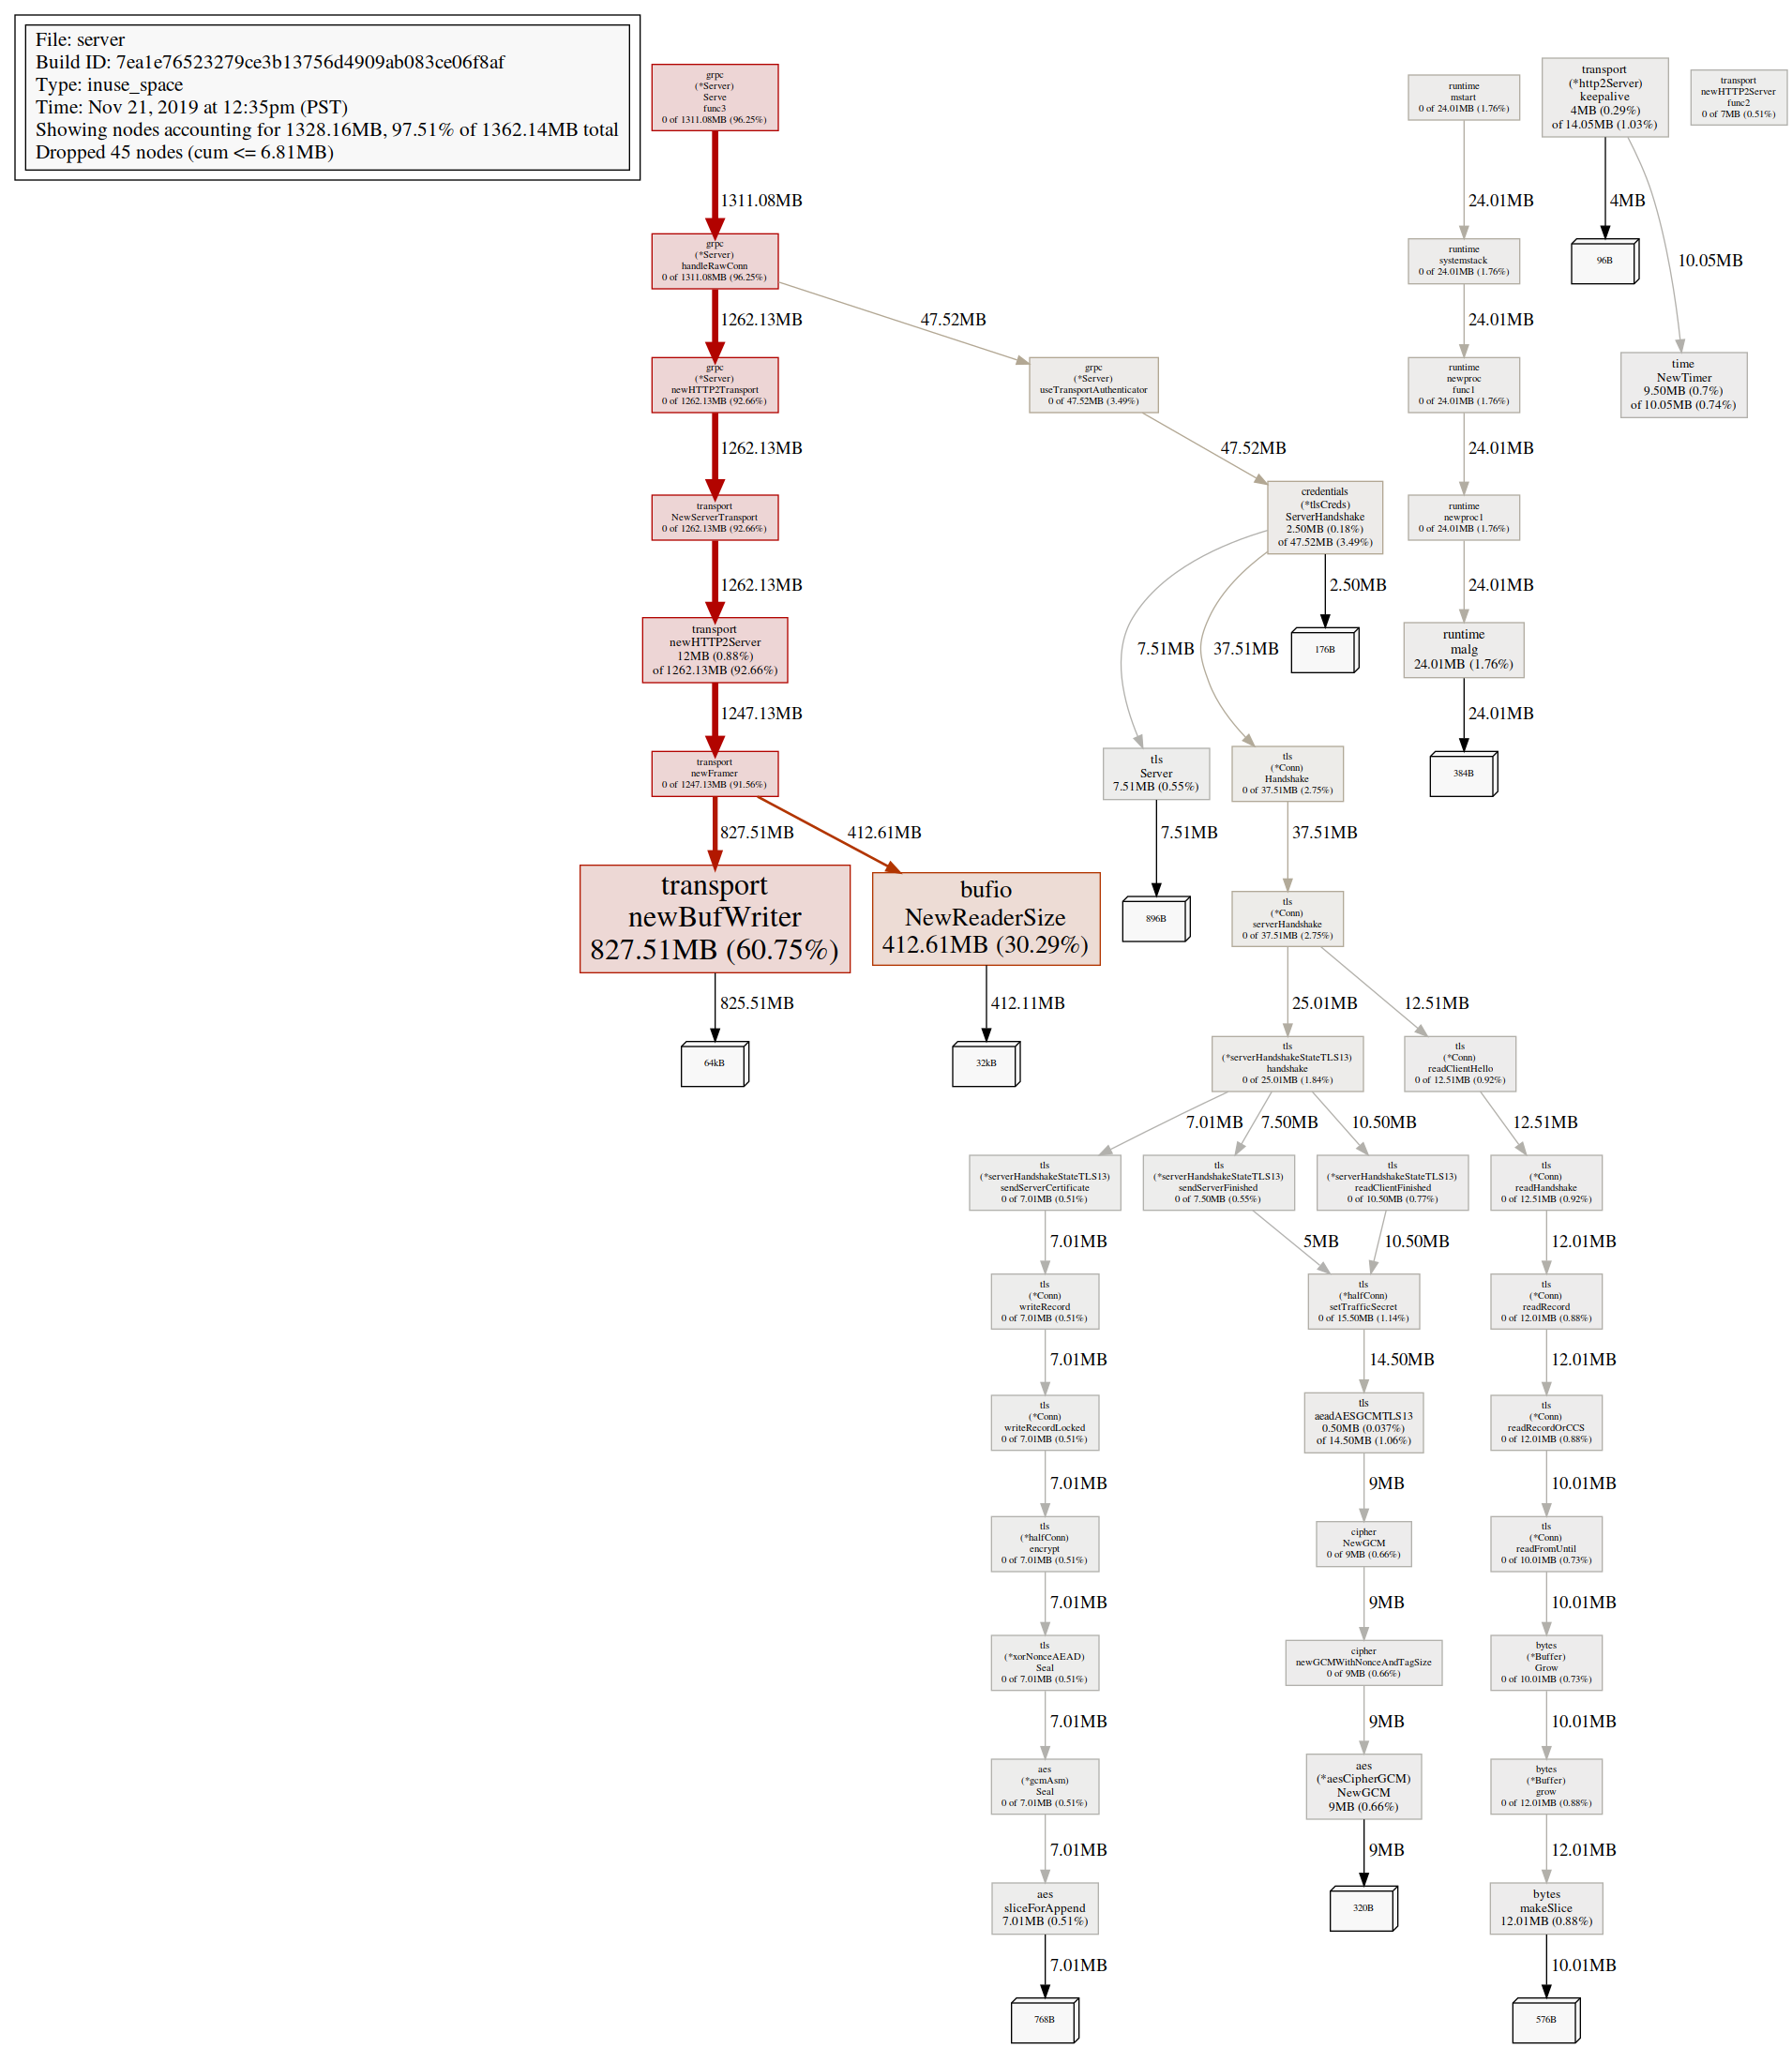 File: server
Build ID: 7ea1e76523279ce3b13756d4909ab083ce06f8af
Type: inuse_space
Time: Nov 21, 2019 at 12:35pm (PST)
Showing nodes accounting for 1328.16MB, 97.51% of 1362.14MB total
Dropped 45 nodes (cum <= 6.81MB)
grpc
(*Server)
Serve
func3
0 of 1311.08MB (96.25%)
runtime
mstart
0 of 24.01MB (1.76%)
transport
(*http2Server)
keepalive
4MB (0.29%)
of 14.05MB (1.03%)
transport
newHTTP2Server
func2
0 of 7MB (0.51%)
1311.08MB
24.01MB
4MB
10.05MB
grpc
(*Server)
handleRawConn
0 of 1311.08MB (96.25%)
runtime
systemstack
0 of 24.01MB (1.76%)
96B
1262.13MB
47.52MB
24.01MB
grpc
(*Server)
newHTTP2Transport
0 of 1262.13MB (92.66%)
grpc
(*Server)
useTransportAuthenticator
0 of 47.52MB (3.49%)
runtime
newproc
func1
0 of 24.01MB (1.76%)
time
NewTimer
9.50MB (0.7%)
of 10.05MB (0.74%)
1262.13MB
47.52MB
24.01MB
transport
NewServerTransport
0 of 1262.13MB (92.66%)
credentials
(*tlsCreds)
ServerHandshake
2.50MB (0.18%)
of 47.52MB (3.49%)
runtime
newproc1
0 of 24.01MB (1.76%)
1262.13MB
7.51MB
37.51MB
2.50MB
24.01MB
transport
newHTTP2Server
12MB (0.88%)
of 1262.13MB (92.66%)
176B
runtime
malg
24.01MB (1.76%)
1247.13MB
24.01MB
transport
newFramer
0 of 1247.13MB (91.56%)
tls
Server
7.51MB (0.55%)
tls
(*Conn)
Handshake
0 of 37.51MB (2.75%)
384B
827.51MB
412.61MB
7.51MB
37.51MB
transport
newBufWriter
827.51MB (60.75%)
bufio
NewReaderSize
412.61MB (30.29%)
896B
tls
(*Conn)
serverHandshake
0 of 37.51MB (2.75%)
825.51MB
412.11MB
25.01MB
12.51MB
64kB
32kB
tls
(*serverHandshakeStateTLS13)
handshake
0 of 25.01MB (1.84%)
tls
(*Conn)
readClientHello
0 of 12.51MB (0.92%)
7.01MB
7.50MB
10.50MB
12.51MB
tls
(*serverHandshakeStateTLS13)
sendServerCertificate
0 of 7.01MB (0.51%)
tls
(*serverHandshakeStateTLS13)
sendServerFinished
0 of 7.50MB (0.55%)
tls
(*serverHandshakeStateTLS13)
readClientFinished
0 of 10.50MB (0.77%)
tls
(*Conn)
readHandshake
0 of 12.51MB (0.92%)
7.01MB
5MB
10.50MB
12.01MB
tls
(*Conn)
writeRecord
0 of 7.01MB (0.51%)
tls
(*halfConn)
setTrafficSecret
0 of 15.50MB (1.14%)
tls
(*Conn)
readRecord
0 of 12.01MB (0.88%)
7.01MB
14.50MB
12.01MB
tls
(*Conn)
writeRecordLocked
0 of 7.01MB (0.51%)
tls
aeadAESGCMTLS13
0.50MB (0.037%)
of 14.50MB (1.06%)
tls
(*Conn)
readRecordOrCCS
0 of 12.01MB (0.88%)
7.01MB
9MB
10.01MB
tls
(*halfConn)
encrypt
0 of 7.01MB (0.51%)
cipher
NewGCM
0 of 9MB (0.66%)
tls
(*Conn)
readFromUntil
0 of 10.01MB (0.73%)
7.01MB
9MB
10.01MB
tls
(*xorNonceAEAD)
Seal
0 of 7.01MB (0.51%)
cipher
newGCMWithNonceAndTagSize
0 of 9MB (0.66%)
bytes
(*Buffer)
Grow
0 of 10.01MB (0.73%)
7.01MB
9MB
10.01MB
aes
(*gcmAsm)
Seal
0 of 7.01MB (0.51%)
aes
(*aesCipherGCM)
NewGCM
9MB (0.66%)
bytes
(*Buffer)
grow
0 of 12.01MB (0.88%)
7.01MB
9MB
12.01MB
aes
sliceForAppend
7.01MB (0.51%)
320B
bytes
makeSlice
12.01MB (0.88%)
7.01MB
10.01MB
768B
576B